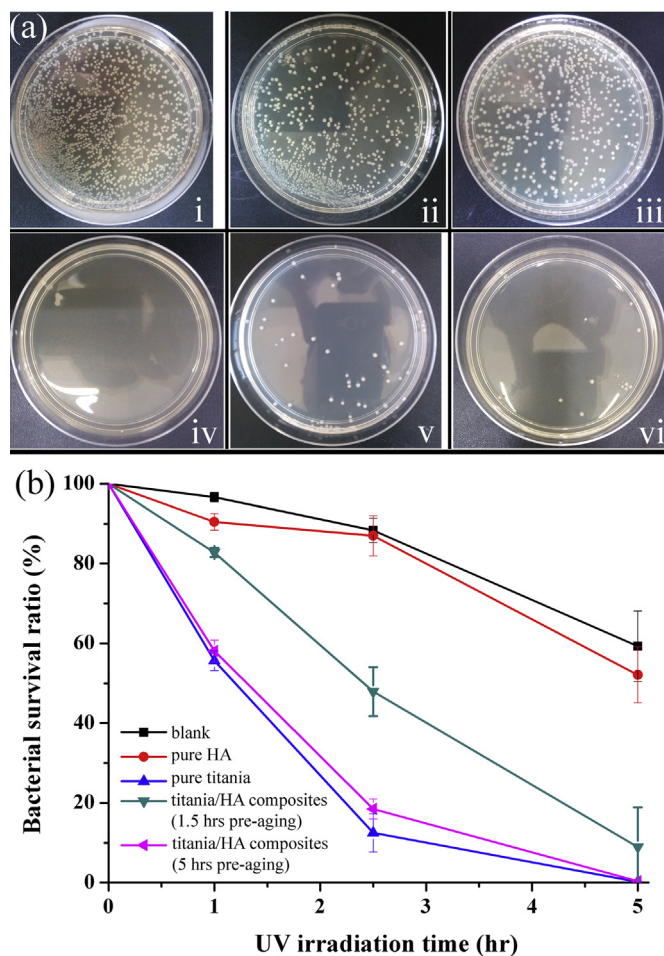 (a)
i
ii
iii
iv
v
vi
(b)
100
80
60
40
20
0
Bacterial survival ratio (%)
blank
pure HA
pure titania
titania/HA composites
(1.5 hrs pre-aging)
titania/HA composites
(5 hrs pre-aging)
0
1
2
3
4
5
UV irradiation time (hr)